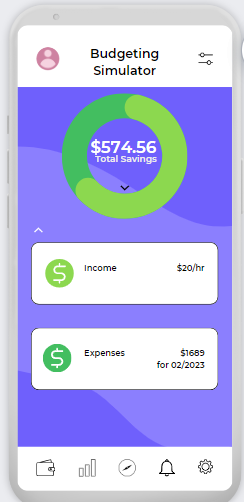 Budgeting
Simulator
$574.56
Total Savings
Income $20/hr
Expenses $1689
for 02/2023